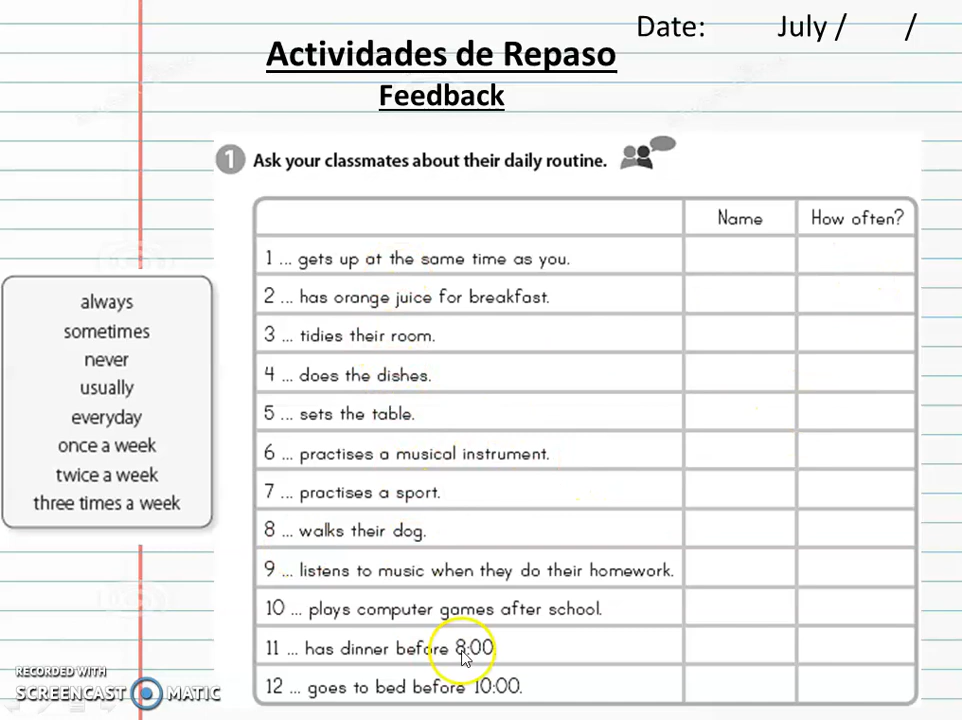 Date: July / /
Actividades de Repaso
Feedback
1 Ask your classmates about their daily routine.
Name How often?
1 ... gets up at the same time as you.
2 ... has orange juice for breakfast.
3 ... tidies their room.
4 ... does the dishes.
5 ... sets the table.
6 ... practises a musical instrument.
7 ... practises a sport.
8 ... walks their dog.
9 ... listens to music when they do their homework.
10 ... plays computer games after school.
11 ... has dinner before 8:00.
12 ... goes to bed before 10:00.
always
sometimes
never
usually
everyday
once a week
twice a week
three times a week
RECORDED WITH
SCREENCAST MATIC